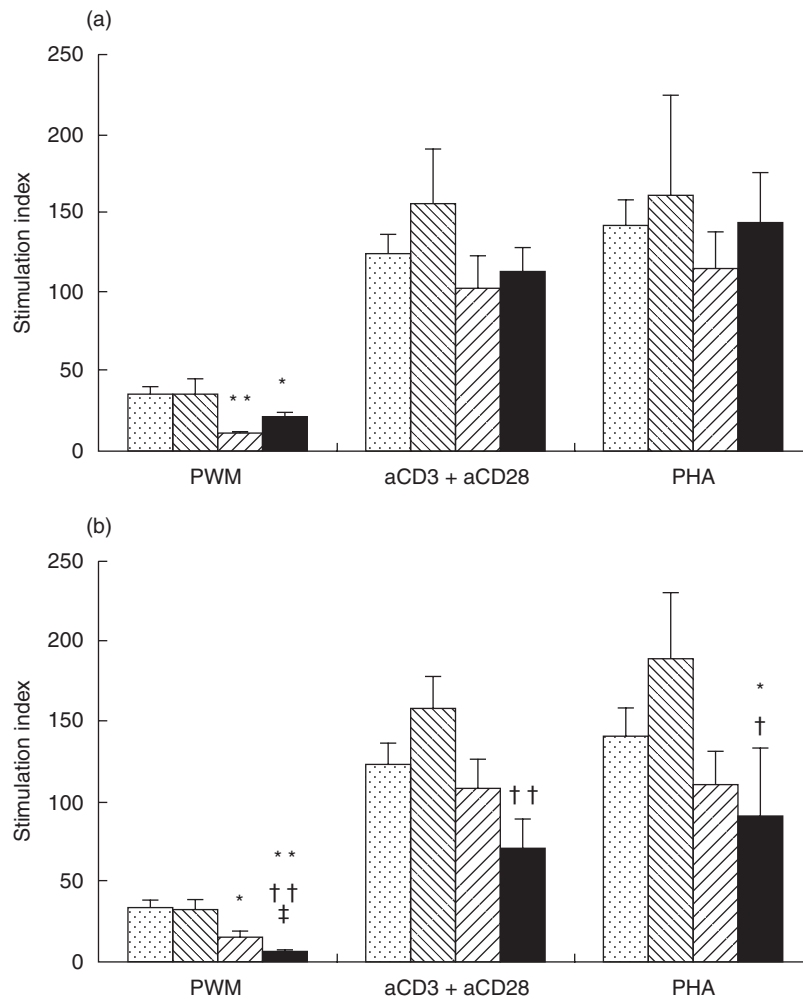 (a)
250
200
150
100
50
0
Stimulation index
* *
*
PWM
aCD3 + aCD28
PHA
(b)
250
200
150
100
50
0
Stimulation index
*
* *
† †
‡
† †
*
†
PWM
aCD3 + aCD28
PHA